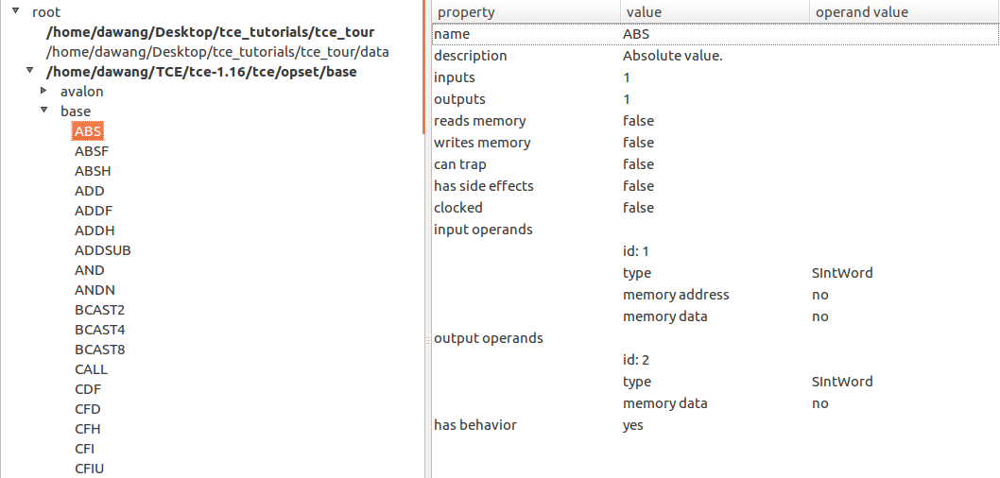 root
/home/dawang/Desktop/tce_tutorials/tce_tour
/home/dawang/Desktop/tce_tutorials/tce_tour/data
/home/dawang/TCE/tce-1.16/tce/opset/base
avalon
base
ABS
ABSF
ABSH
ADD
ADDF
ADDH
ADDSUB
AND
ANDN
BCAST2
BCAST4
BCAST8
CALL
CDF
CFD
CFH
CFI
CFIU
property value operand value
name ABS
description Absolute value.
inputs 1
outputs 1
reads memory false
writes memory false
can trap false
has side effects false
clocked false
input operands
id: 1
type SIntWord
memory address no
memory data no
output operands
id: 2
type SIntWord
memory data no
has behavior yes